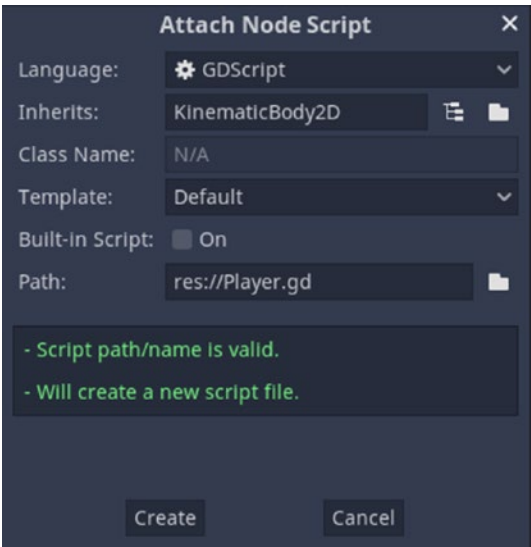 Attach Node Script
Language: GDScript
Inherits: KinematicBody2D
Class Name: N/A
Template: Default
Built-in Script: On
Path: res://Player.gd
- Script path/name is valid.
- Will create a new script file.
Create Cancel